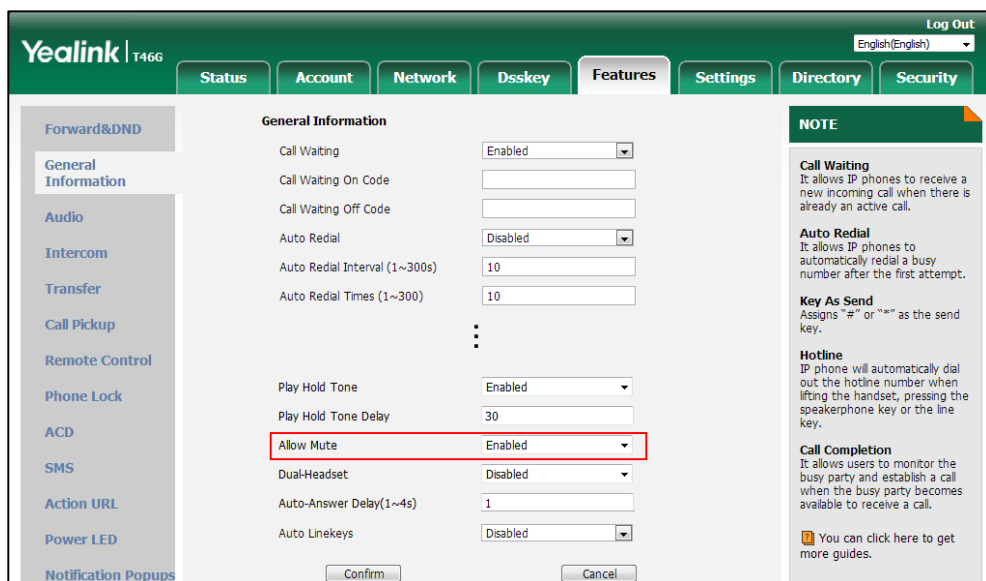 Log Out
Yealink | T46G
English(English)
Status
Account
Network
Dsskey
Features
Settings
Directory
Security
Forward&DND
General
Information
Audio
Intercom
Transfer
Call Pickup
Remote Control
Phone Lock
ACD
SMS
Action URL
Power LED
Notification Popups
General Information
Call Waiting Enabled
Call Waiting On Code
Call Waiting Off Code
Auto Redial Disabled
Auto Redial Interval (1~300s) 10
Auto Redial Times (1~300) 10
Play Hold Tone Enabled
Play Hold Tone Delay 30
Allow Mute Enabled
Dual-Headset Disabled
Auto-Answer Delay(1~4s) 1
Auto Linekeys Disabled
Confirm
Cancel
NOTE
Call Waiting
It allows IP phones to receive a
new incoming call when there is
already an active call.
Auto Redial
It allows IP phones to
automatically redial a busy
number after the first attempt.
Key As Send
Assigns "#" or "*" as the send
key.
Hotline
IP phone will automatically dial
out the hotline number when
lifting the handset, pressing the
speakerphone key or the line
key.
Call Completion
It allows users to monitor the
busy party and establish a call
when the busy party becomes
available to receive a call.
You can click here to get
more guides.